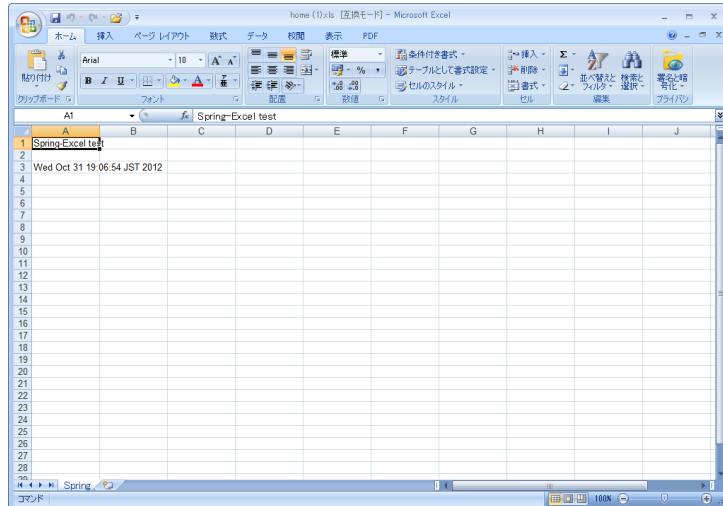 home (1).xls [互換モード] - Microsoft Excel
ホーム 挿入 ページ レイアウト 数式 データ 校閲 表示 PDF
貼り付け
Arial 10
B I U
標準
%
条件付き書式
テーブルとして書式設定
セルのスタイル
挿入
削除
書式
Σ
並べ替えと
フィルタ
検索と
選択
署名と暗
号化
クリップボード フォント 配置 数値 スタイル セル 編集 プライバシ
A1 fx Spring-Excel test
A B C D E F G H I J
1 Spring-Excel test
2
3 Wed Oct 31 19:06:54 JST 2012
4
5
6
7
8
9
10
11
12
13
14
15
16
17
18
19
20
21
22
23
24
25
26
27
28
29
Spring
コマンド 100%